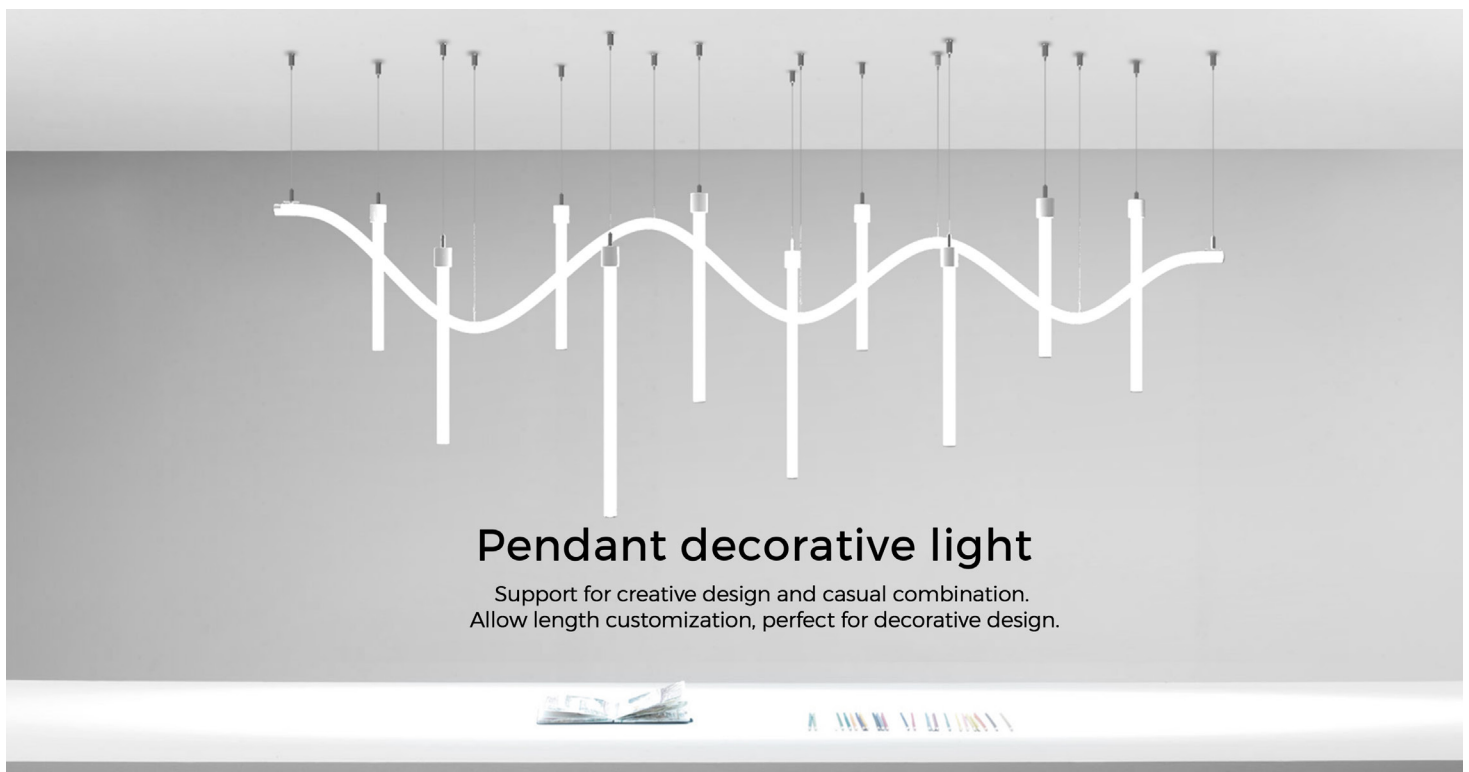 Pendant decorative light
Support for creative design and casual combination.
Allow length customization, perfect for decorative design.